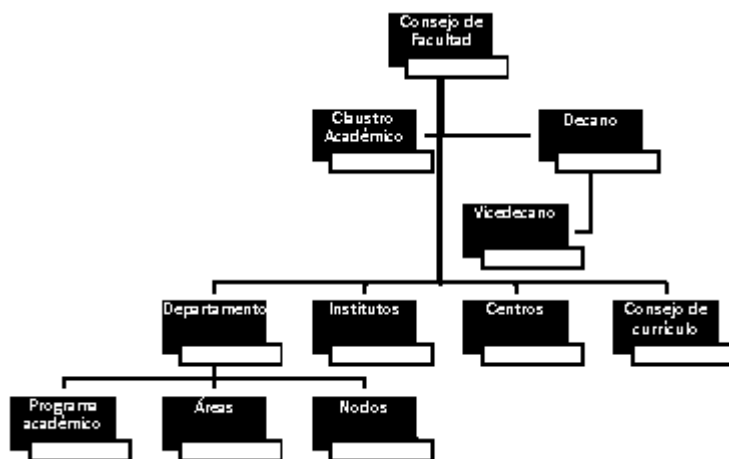 Consejo de
Facultad
Claustro
Académico
Decano
Vicedecano
Departamento
Institutos
Centros
Consejo de
currículo
Programa
académico
Áreas
Nodos